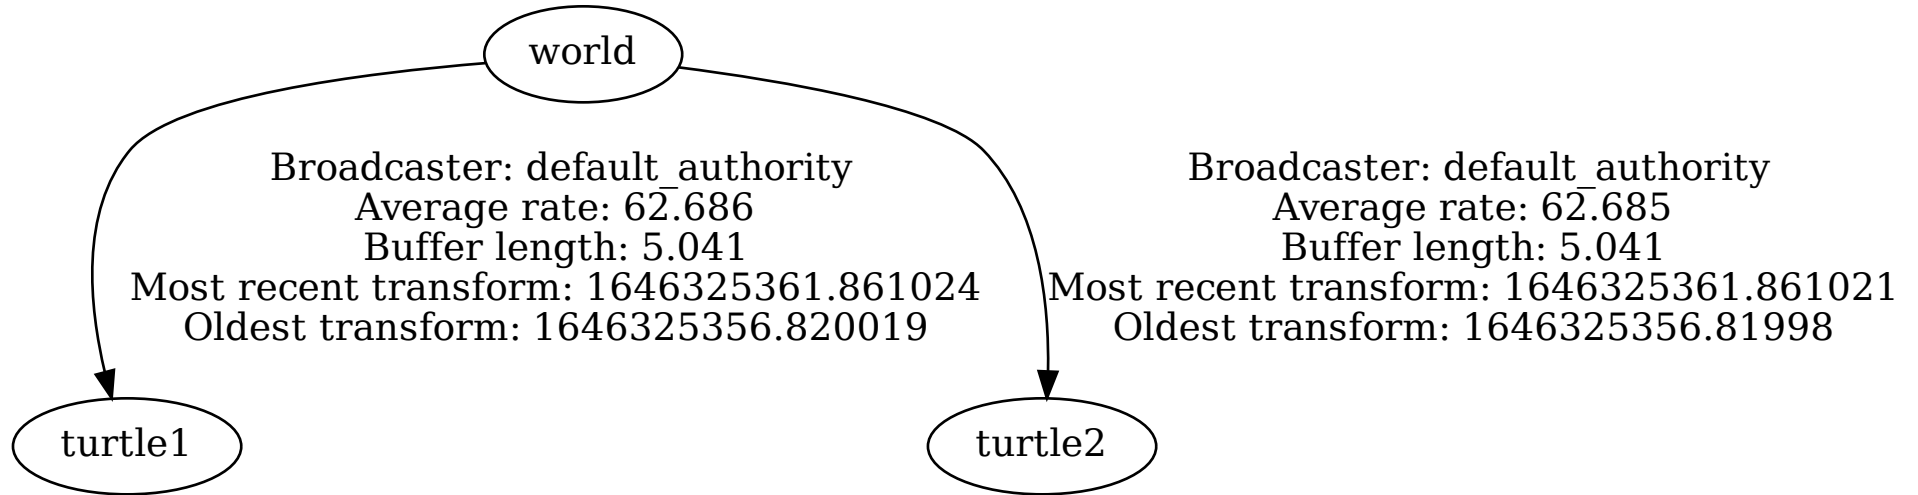 world
Broadcaster: default_authority
Average rate: 62.686
Buffer length: 5.041
Most recent transform: 1646325361.861024
Oldest transform: 1646325356.820019
Broadcaster: default_authority
Average rate: 62.685
Buffer length: 5.041
Most recent transform: 1646325361.861021
Oldest transform: 1646325356.81998
turtle1
turtle2